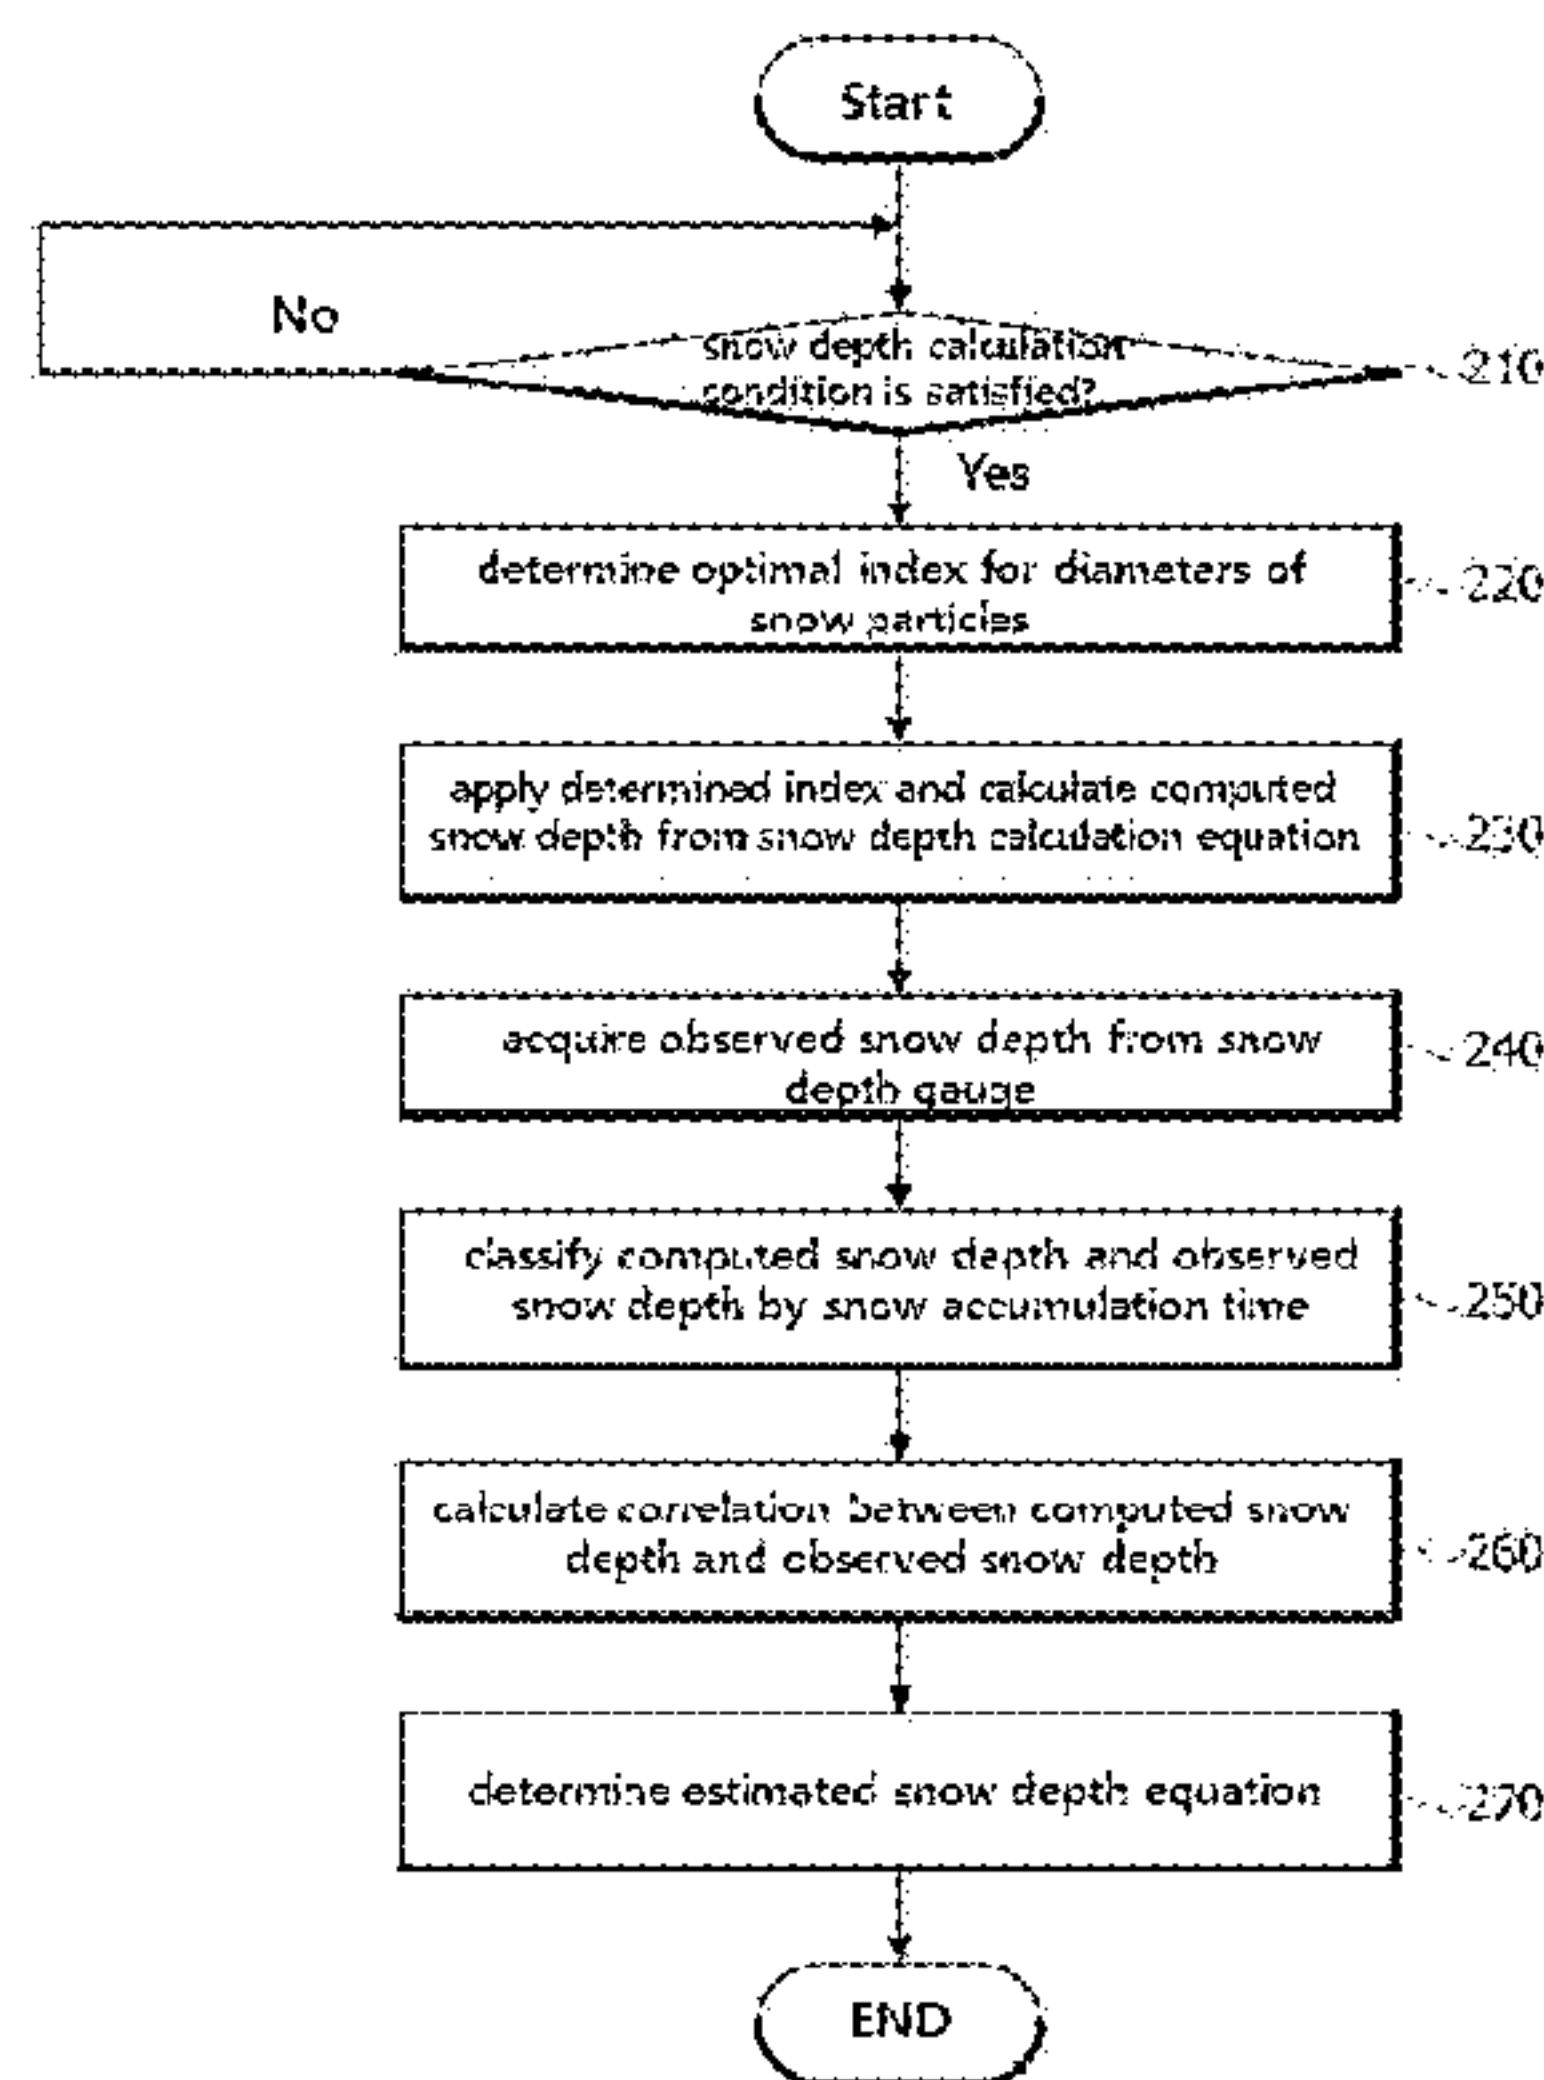 Start
No
snow depth calculation
condition is satisfied?
210
Yes
determine optimal index for diameters of
snow particles
220
apply determined index and calculate computed
snow depth from snow depth calculation equation
230
acquire observed snow depth from snow
depth gauge
240
classify computed snow depth and observed
snow depth by snow accumulation time
250
calculate correlation between computed snow
depth and observed snow depth
260
determine estimated snow depth equation
270
END